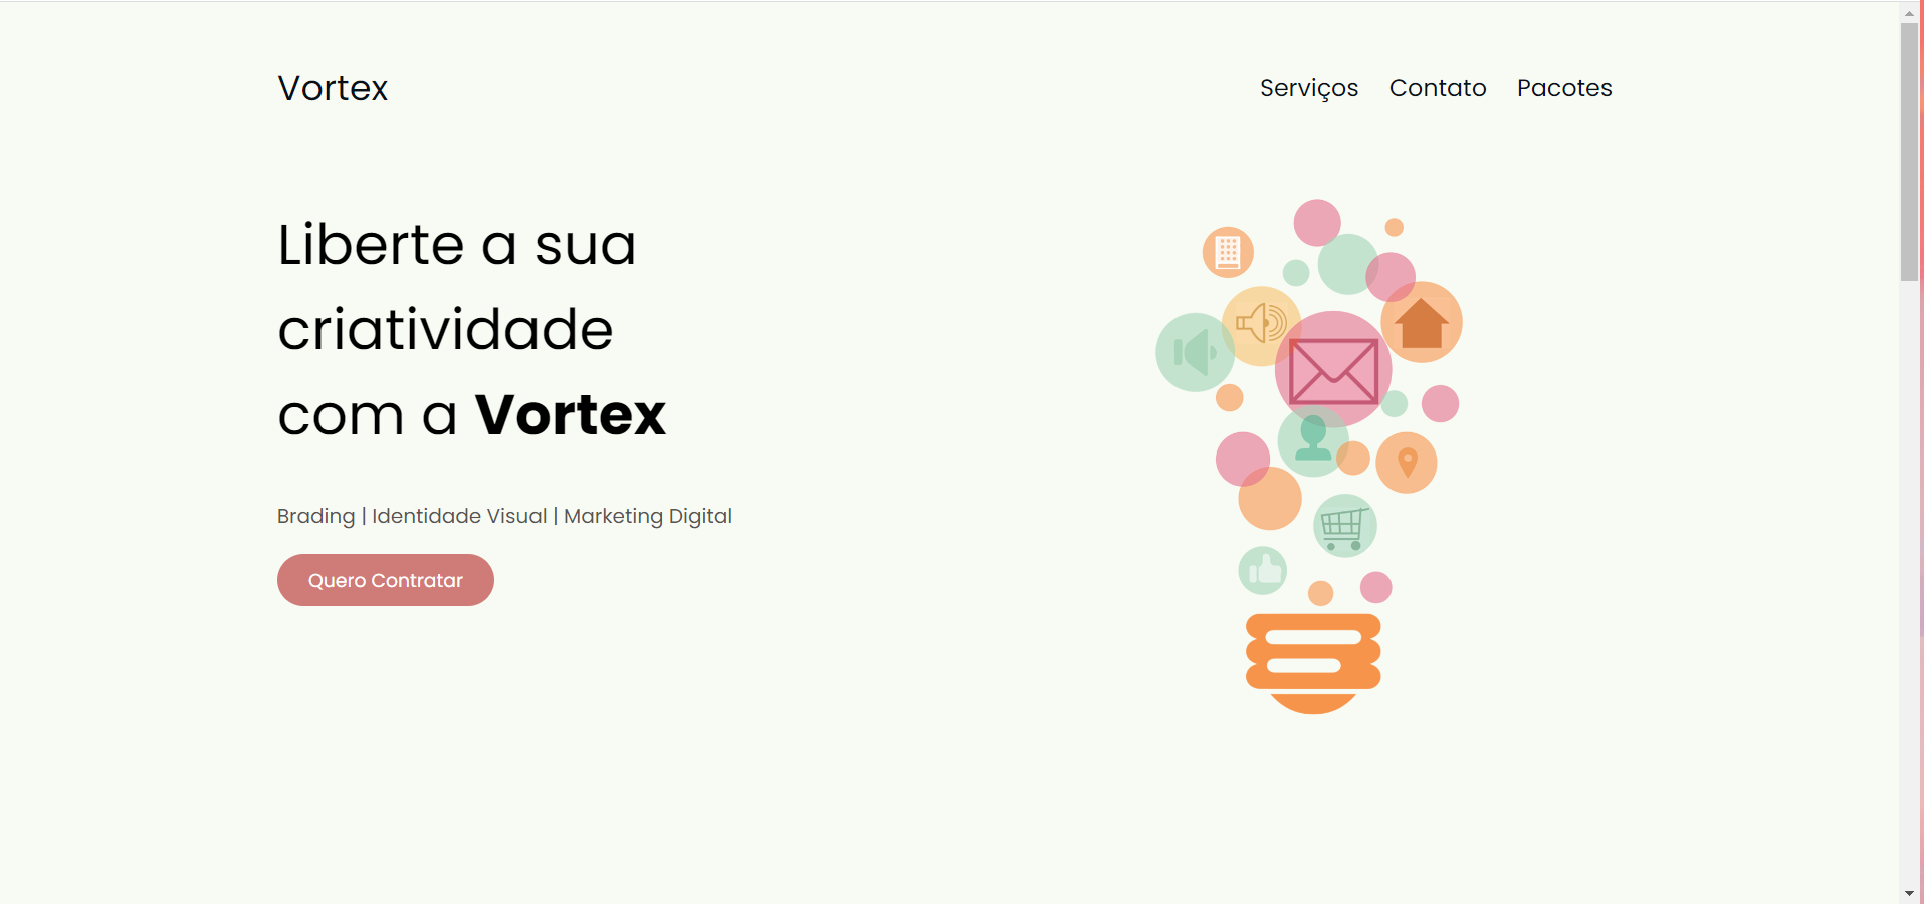 Vortex
Serviços Contato Pacotes
Liberte a sua
criatividade
com a Vortex
Brading | Identidade Visual | Marketing Digital
Quero Contratar